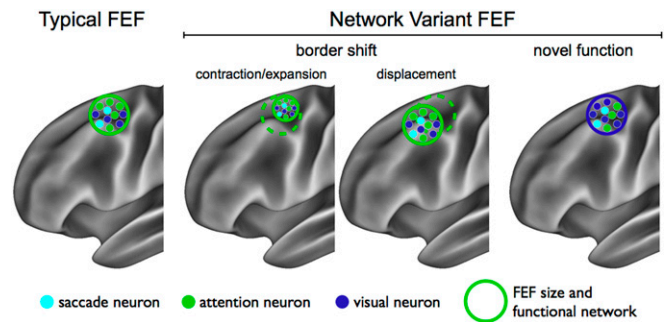 Typical FEF
Network Variant FEF
border shift
novel function
contraction/expansion
displacement
saccade neuron
attention neuron
visual neuron
FEF size and
functional network